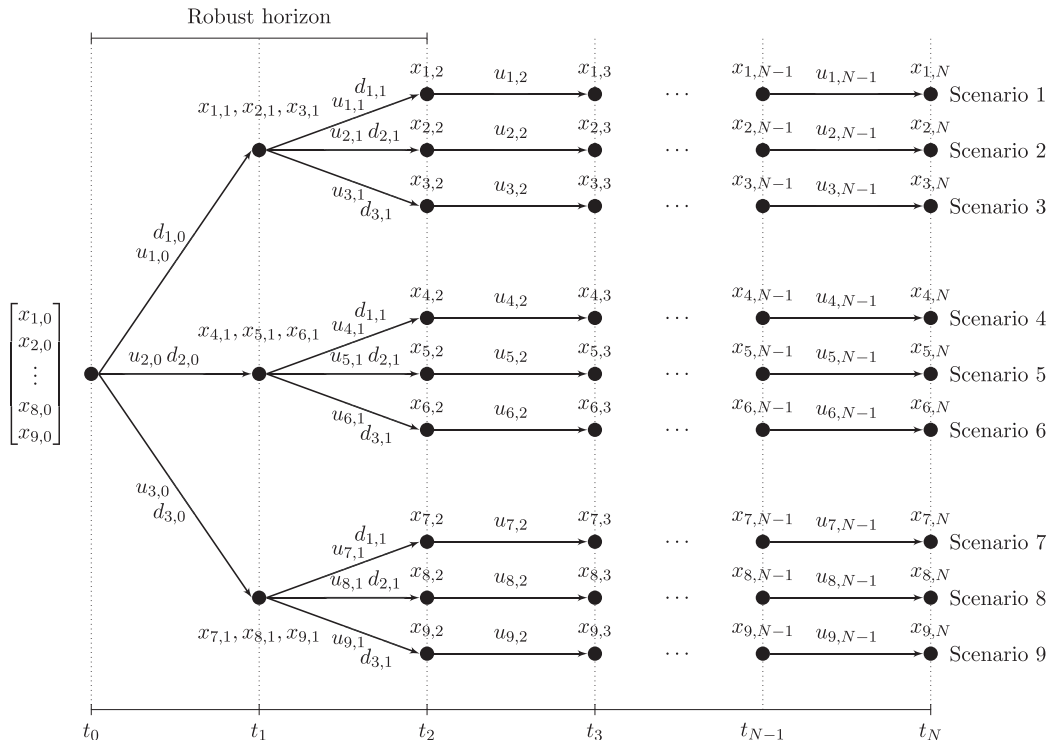 Robust horizon
x_{1,2} u_{1,2} x_{1,3} x_{1,N−1} u_{1,N−1} x_{1,N}
d_{1,1}
u_{1,1} ··· Scenario 1
x_{1,1}, x_{2,1}, x_{3,1}
x_{2,2} u_{2,2} x_{2,3} x_{2,N−1} u_{2,N−1} x_{2,N}
u_{2,1} d_{2,1} ··· Scenario 2
x_{3,2} u_{3,2} x_{3,3} x_{3,N−1} u_{3,N−1} x_{3,N}
u_{3,1}
d_{3,1} ··· Scenario 3
d_{1,0}
u_{1,0}
x_{4,2} u_{4,2} x_{4,3} x_{4,N−1} u_{4,N−1} x_{4,N}
d_{1,1}
x_{1,0} ··· Scenario 4
x_{4,1}, x_{5,1}, x_{6,1} u_{4,1}
x_{2,0} x_{5,2} u_{5,2} x_{5,3} x_{5,N−1} u_{5,N−1} x_{5,N}
u_{2,0} d_{2,0} u_{5,1} d_{2,1}
⋮ ··· Scenario 5
x_{8,0} x_{6,2} u_{6,2} x_{6,3} x_{6,N−1} u_{6,N−1} x_{6,N}
u_{6,1}
x_{9,0} d_{3,1} ··· Scenario 6
u_{3,0}
d_{3,0}
x_{7,2} u_{7,2} x_{7,3} x_{7,N−1} u_{7,N−1} x_{7,N}
d_{1,1}
u_{7,1} ··· Scenario 7
x_{8,2} u_{8,2} x_{8,3} x_{8,N−1} u_{8,N−1} x_{8,N}
u_{8,1} d_{2,1} ··· Scenario 8
x_{9,2} u_{9,2} x_{9,3} x_{9,N−1} u_{9,N−1} x_{9,N}
x_{7,1}, x_{8,1}, x_{9,1} u_{9,1}
d_{3,1} ··· Scenario 9
t_0 t_1 t_2 t_3 t_{N−1} t_N